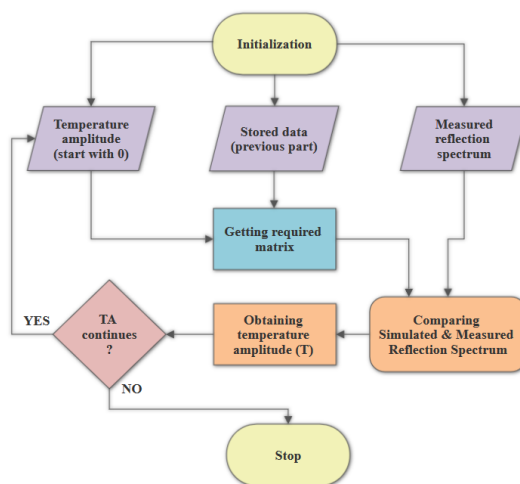 Initialization
Temperature
amplitude
(start with 0)
Stored data
(previous part)
Measured
reflection
spectrum
Getting required
matrix
YES
TA
continues
?
Obtaining
temperature
amplitude (T)
Comparing
Simulated & Measured
Reflection Spectrum
NO
Stop